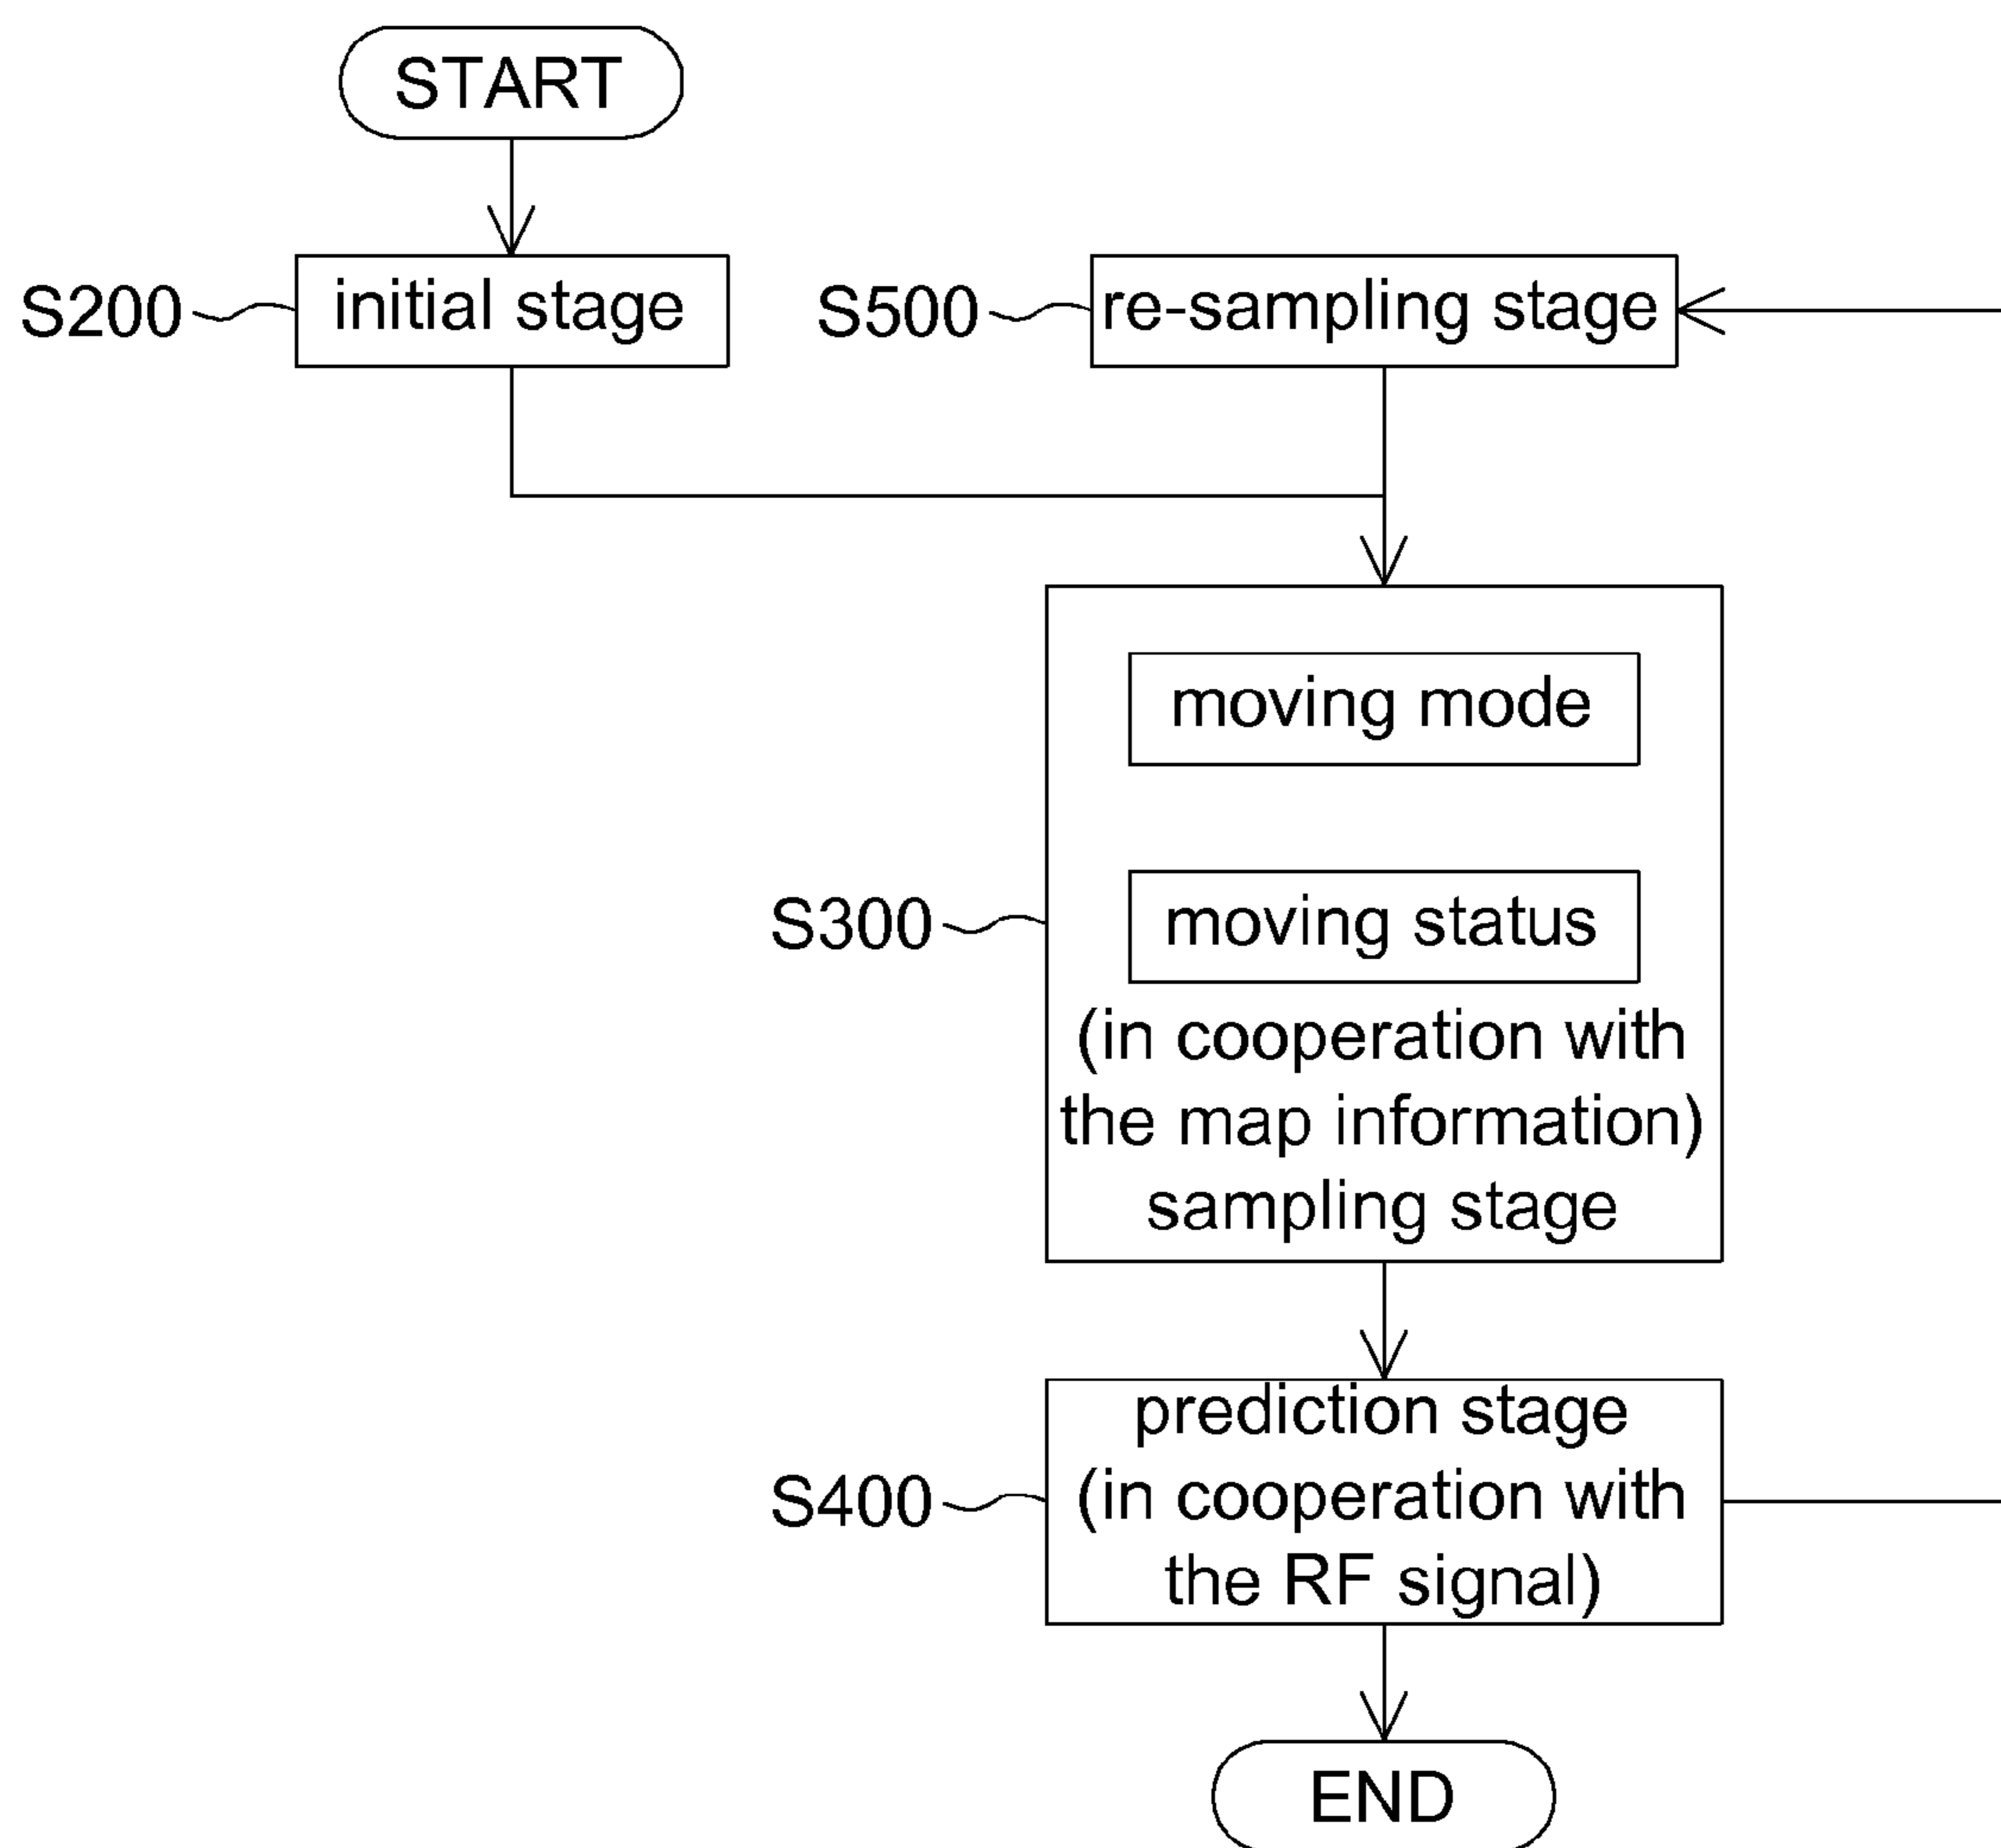 START
S200
initial stage
S500
re-sampling stage
moving mode
S300
moving status
(in cooperation with
the map information)
sampling stage
prediction stage
S400
(in cooperation with
the RF signal)
END